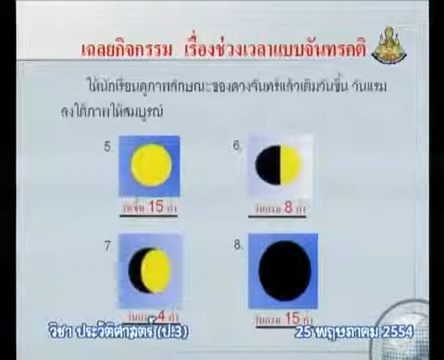 เฉลยกิจกรรม เรื่องช่วงเวลาแบบจันทรคติ
ให้นักเรียนดูภาพลักษณะของดวงจันทร์แล้วเติมวันขึ้น วันแรม
ลงใต้ภาพให้สมบูรณ์
5. 6.
วันขึ้น 15 ค่ำ วันแรม 8 ค่ำ
7. 8.
วันแรม 4 ค่ำ วันแรม 15 ค่ำ
วิชา ประวัติศาสตร์(ป.3) 25 พฤษภาคม 2554